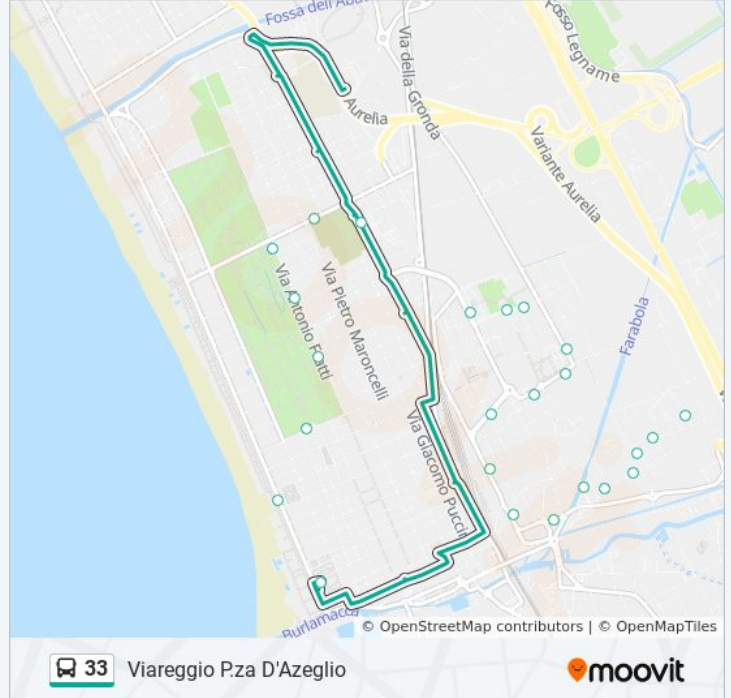 Fossa dell'Aba
Fosso Legname
Via della Gronda
Aurelia
Variante Aurelia
Via Antonio Fratti
Via Pietro Maroncelli
Farabola
Via Giacomo Puccini
Burlamacca
© OpenStreetMap contributors | © OpenMapTiles
33 Viareggio P.za D'Azeglio
moovit